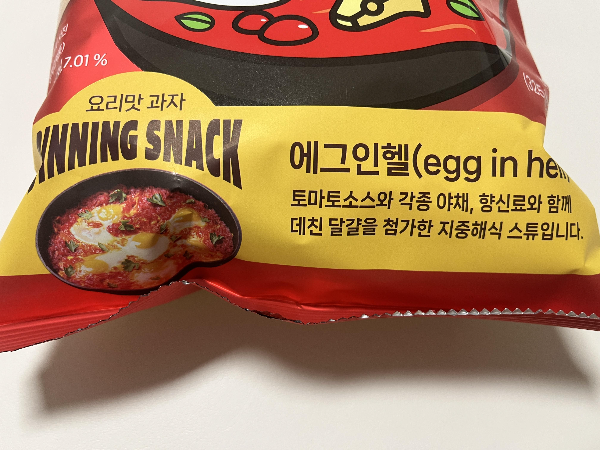 7.01 %
요리맛 과자
NNING SNACK
에그인헬(egg in hell)
토마토소스와 각종 야채, 향신료와 함께
데친 달걀을 첨가한 지중해식 스튜입니다.